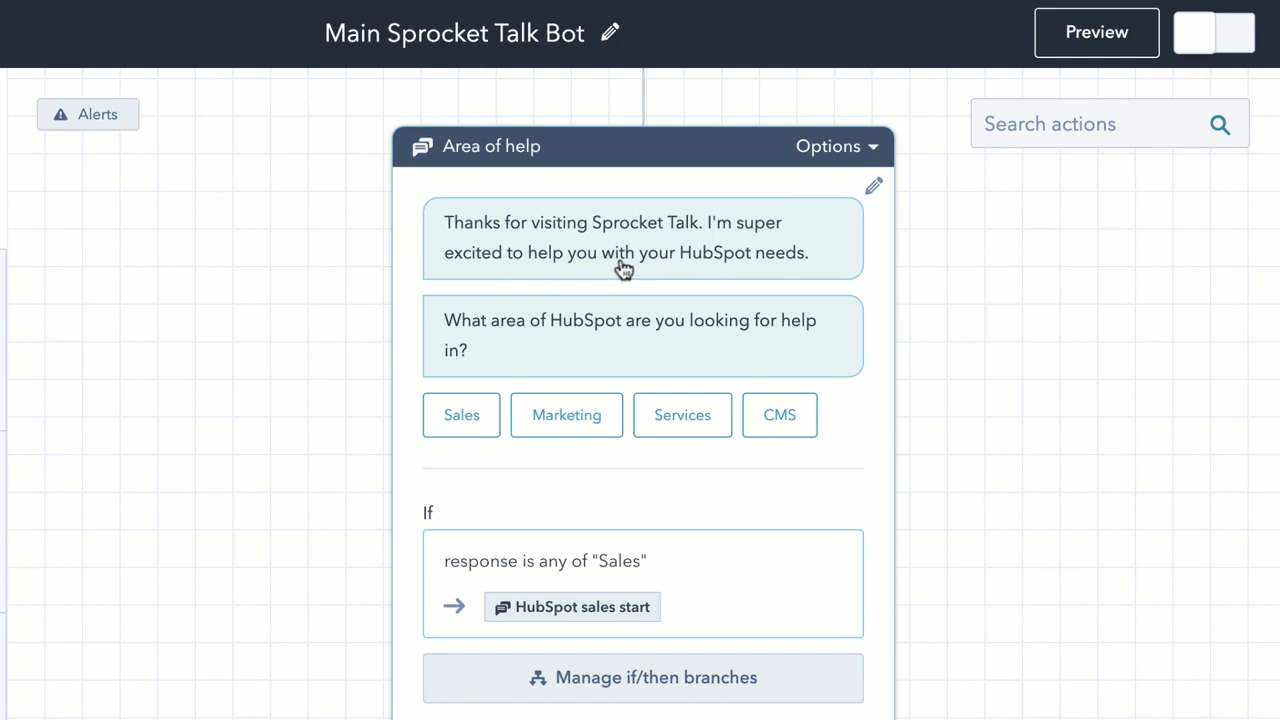 Main Sprocket Talk Bot
Preview
Alerts
Search actions
Area of help
Options
Thanks for visiting Sprocket Talk. I'm super
excited to help you with your HubSpot needs.
What area of HubSpot are you looking for help
in?
Sales
Marketing
Services
CMS
If
response is any of "Sales"
HubSpot sales start
Manage if/then branches